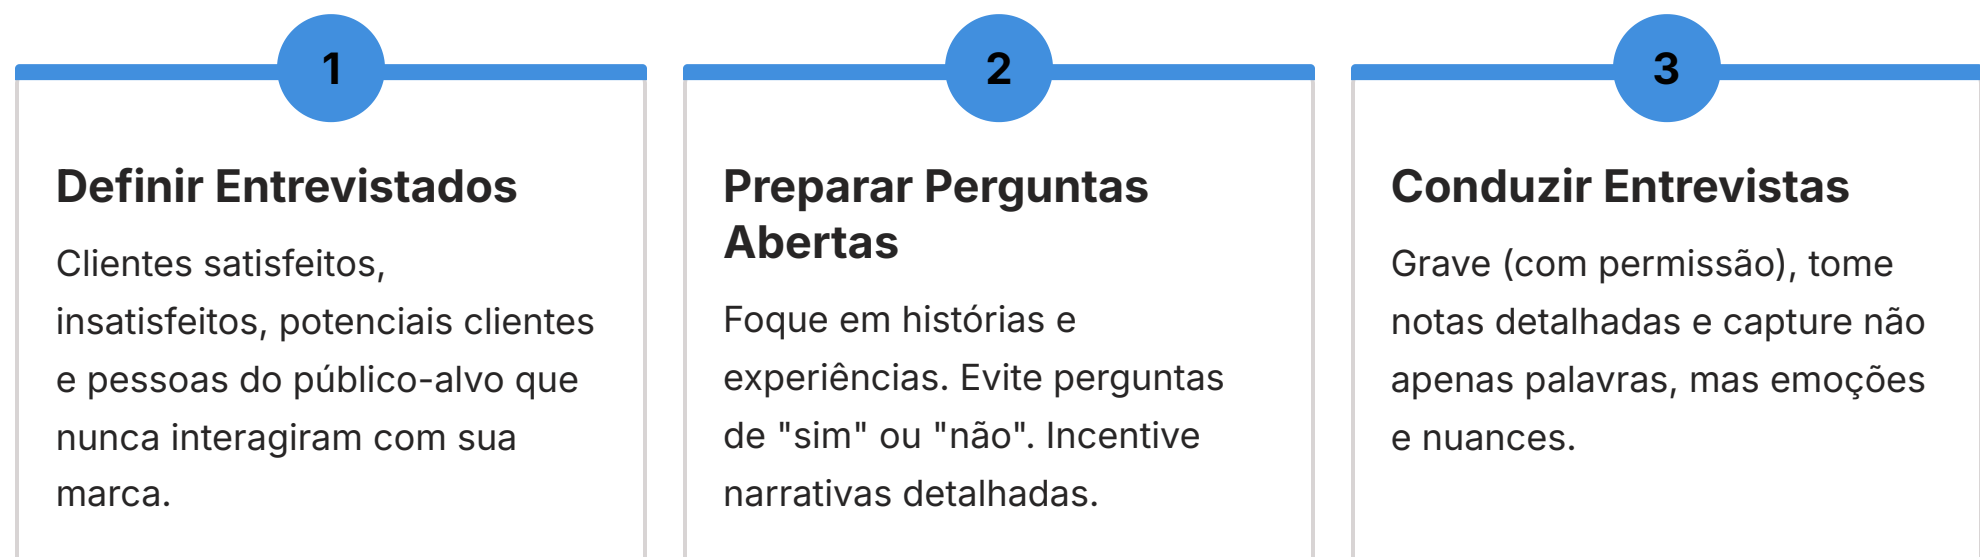 1
Definir Entrevistados
Clientes satisfeitos,
insatisfeitos, potenciais clientes
e pessoas do público-alvo que
nunca interagiram com sua
marca.
2
Preparar Perguntas
Abertas
Foque em histórias e
experiências. Evite perguntas
de "sim" ou "não". Incentive
narrativas detalhadas.
3
Conduzir Entrevistas
Grave (com permissão), tome
notas detalhadas e capture não
apenas palavras, mas emoções
e nuances.